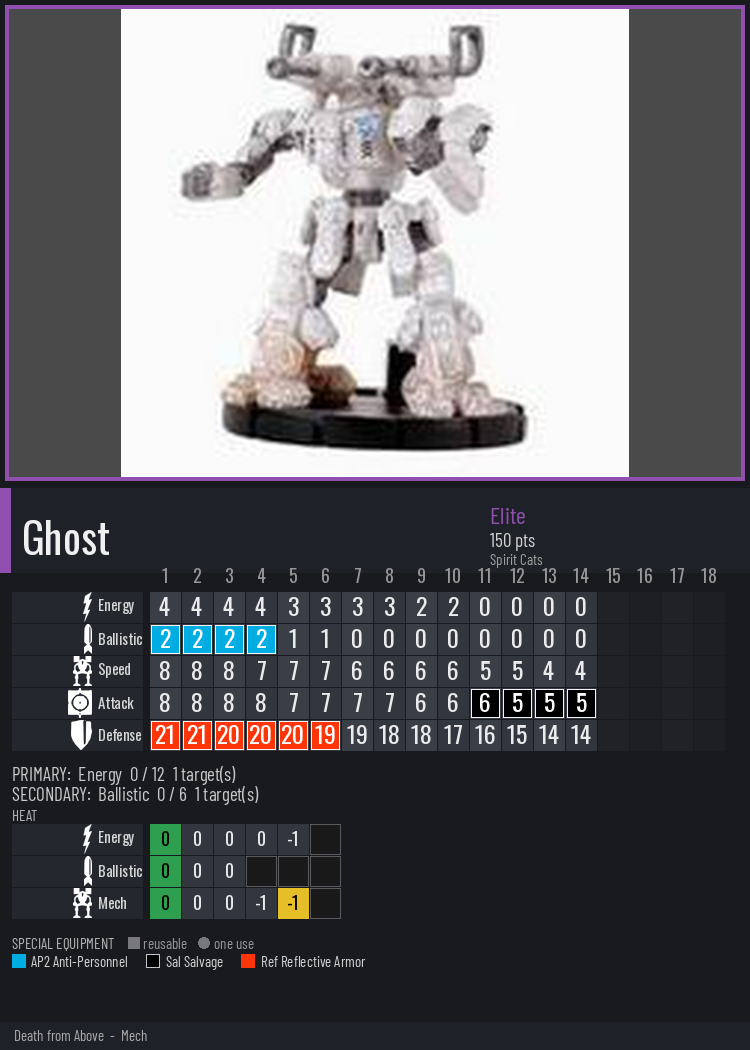 Ghost
Elite
150 pts
Spirit Cats
1 2 3 4 5 6 7 8 9 10 11 12 13 14 15 16 17 18
Energy 4 4 4 4 3 3 3 3 2 2 0 0 0 0
Ballistic 2 2 2 2 1 1 0 0 0 0 0 0 0 0
Speed 8 8 8 7 7 7 6 6 6 6 5 5 4 4
Attack 8 8 8 8 7 7 7 7 6 6 6 5 5 5
Defense 21 21 20 20 20 19 19 18 18 17 16 15 14 14
PRIMARY: Energy 0 / 12 1 target(s)
SECONDARY: Ballistic 0 / 6 1 target(s)
HEAT
Energy 0 0 0 0 -1
Ballistic 0 0 0
Mech 0 0 0 -1 -1
SPECIAL EQUIPMENT reusable one use
AP2 Anti-Personnel Sal Salvage Ref Reflective Armor
Death from Above - Mech